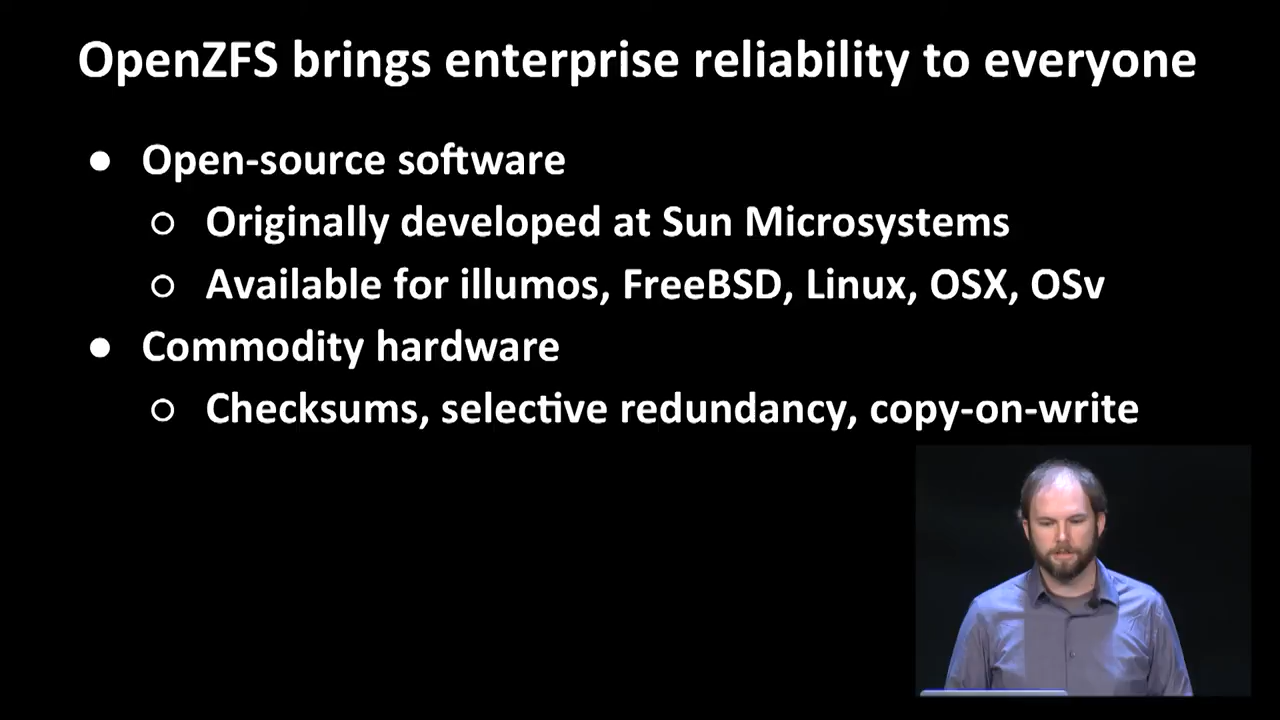 OpenZFS brings enterprise reliability to everyone
● Open-source software
○ Originally developed at Sun Microsystems
○ Available for illumos, FreeBSD, Linux, OSX, OSv
● Commodity hardware
○ Checksums, selective redundancy, copy-on-write